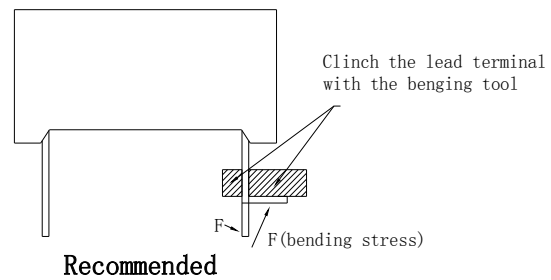 Clinch the lead terminal
with the benging tool
F
F(bending stress)
Recommended